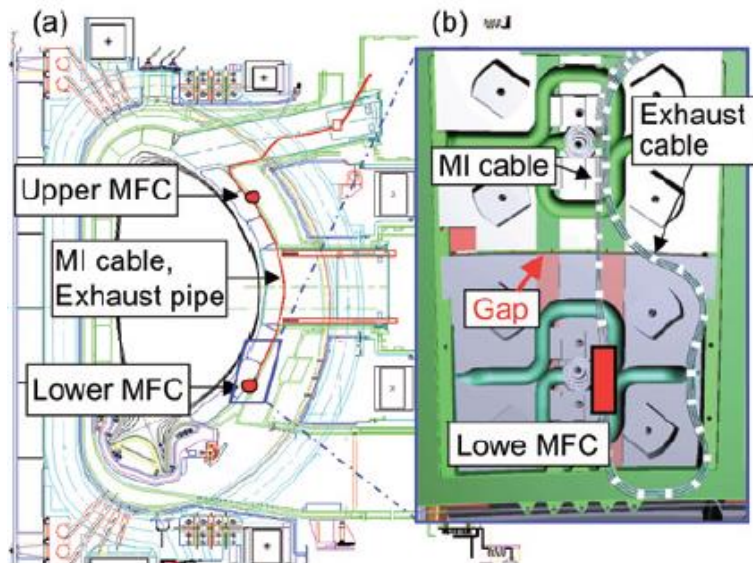 (a)
Upper MFC
MI cable,
Exhaust pipe
Lower MFC
(b)
Exhaust
cable
MI cable
Gap
Lowe MFC